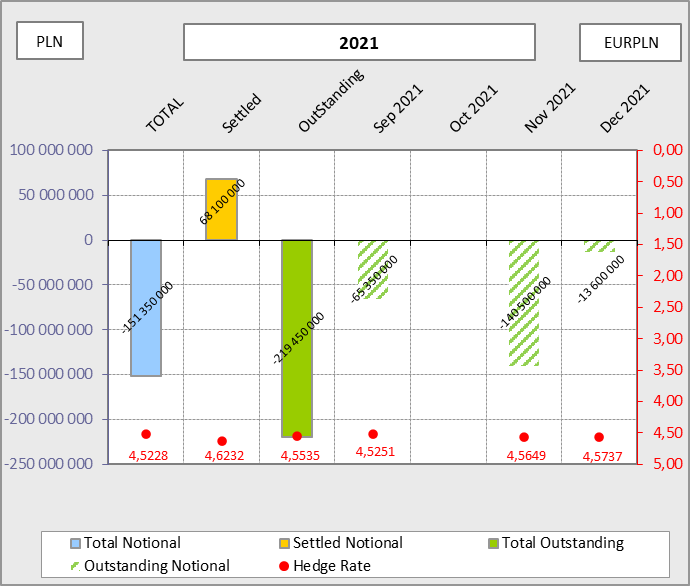 PLN
2021
EURPLN
TOTAL
Settled
OutStanding
Sep 2021
Oct 2021
Nov 2021
Dec 2021
100 000 000
50 000 000
0
-50 000 000
-100 000 000
-150 000 000
-200 000 000
-250 000 000
0,00
0,50
1,00
1,50
2,00
2,50
3,00
3,50
4,00
4,50
5,00
-151 350 000
68 100 000
-219 450 000
-65 350 000
-140 500 000
-13 600 000
4,5228
4,6232
4,5535
4,5251
4,5649
4,5737
Total Notional
Settled Notional
Total Outstanding
Outstanding Notional
Hedge Rate